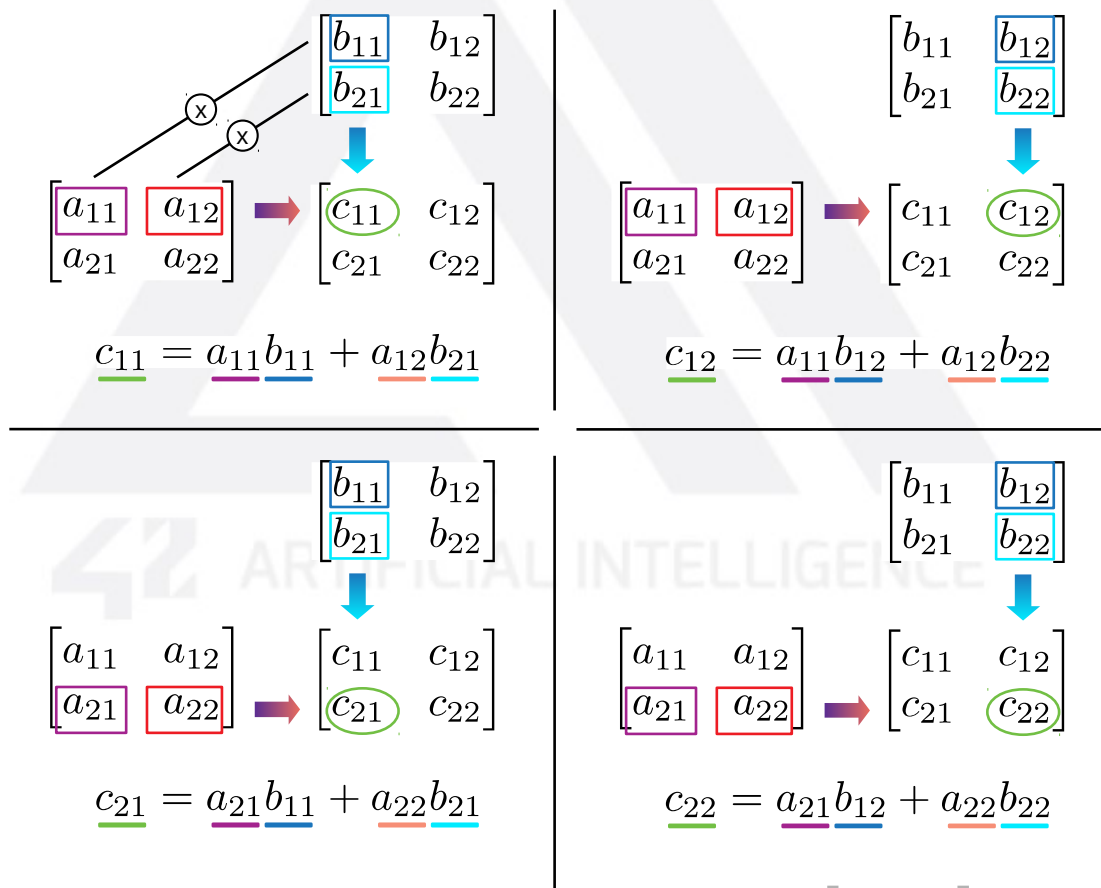 b₁₁ b₁₂
b₂₁ b₂₂
x
x
a₁₁ a₁₂
a₂₁ a₂₂
c₁₁ c₁₂
c₂₁ c₂₂
c₁₁ = a₁₁b₁₁ + a₁₂b₂₁
b₁₁ b₁₂
b₂₁ b₂₂
a₁₁ a₁₂
a₂₁ a₂₂
c₁₁ c₁₂
c₂₁ c₂₂
c₁₂ = a₁₁b₁₂ + a₁₂b₂₂
b₁₁ b₁₂
b₂₁ b₂₂
a₁₁ a₁₂
a₂₁ a₂₂
c₁₁ c₁₂
c₂₁ c₂₂
c₂₁ = a₂₁b₁₁ + a₂₂b₂₁
b₁₁ b₁₂
b₂₁ b₂₂
a₁₁ a₁₂
a₂₁ a₂₂
c₁₁ c₁₂
c₂₁ c₂₂
c₂₂ = a₂₁b₁₂ + a₂₂b₂₂
42 ARTIFICIAL INTELLIGENCE